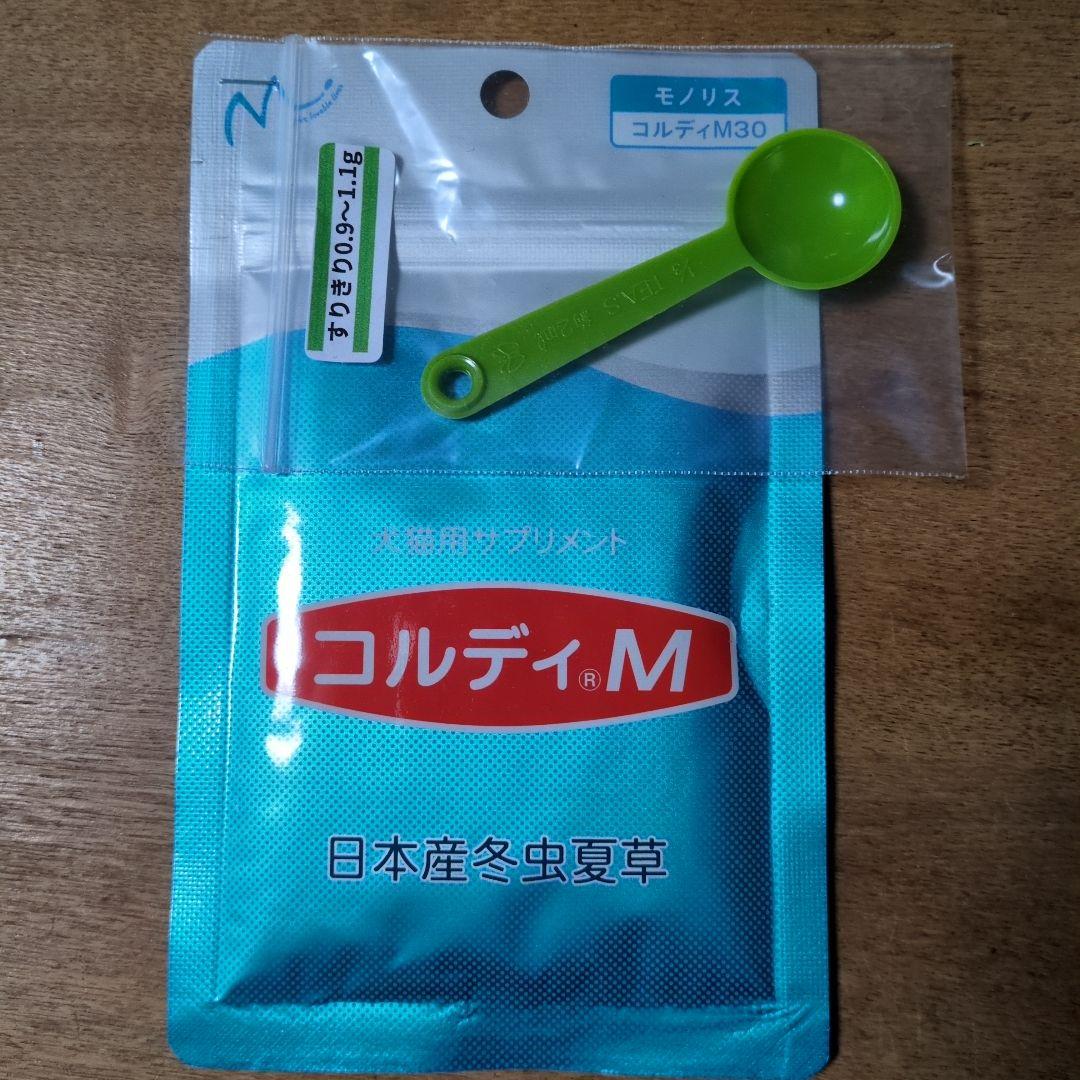 モノリス
コルディM30
すりきり0.9〜1.1g
犬猫用サプリメント
コルディ®M
日本産冬虫夏草